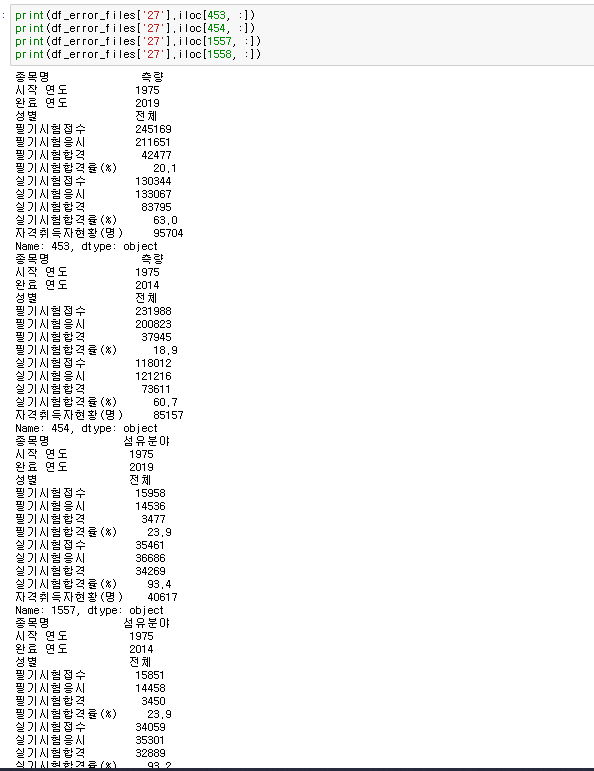 print(df_error_files['27'].iloc[453, :])
print(df_error_files['27'].iloc[454, :])
print(df_error_files['27'].iloc[1557, :])
print(df_error_files['27'].iloc[1558, :])
종목명 측량
시작 연도 1975
완료 연도 2019
성별 전체
필기시험접수 245169
필기시험응시 211651
필기시험합격 42477
필기시험합격율(%) 20.1
실기시험접수 130344
실기시험응시 133067
실기시험합격 83795
실기시험합격율(%) 63.0
자격취득자현황(명) 95704
Name: 453, dtype: object
종목명 측량
시작 연도 1975
완료 연도 2014
성별 전체
필기시험접수 231988
필기시험응시 200823
필기시험합격 37945
필기시험합격율(%) 18.9
실기시험접수 118012
실기시험응시 121216
실기시험합격 73611
실기시험합격율(%) 60.7
자격취득자현황(명) 85157
Name: 454, dtype: object
종목명 섬유분야
시작 연도 1975
완료 연도 2019
성별 전체
필기시험접수 15958
필기시험응시 14536
필기시험합격 3477
필기시험합격율(%) 23.9
실기시험접수 35461
실기시험응시 36686
실기시험합격 34269
실기시험합격율(%) 93.4
자격취득자현황(명) 40617
Name: 1557, dtype: object
종목명 섬유분야
시작 연도 1975
완료 연도 2014
성별 전체
필기시험접수 15851
필기시험응시 14458
필기시험합격 3450
필기시험합격율(%) 23.9
실기시험접수 34059
실기시험응시 35301
실기시험합격 32889
실기시험합격율(%) 93.2